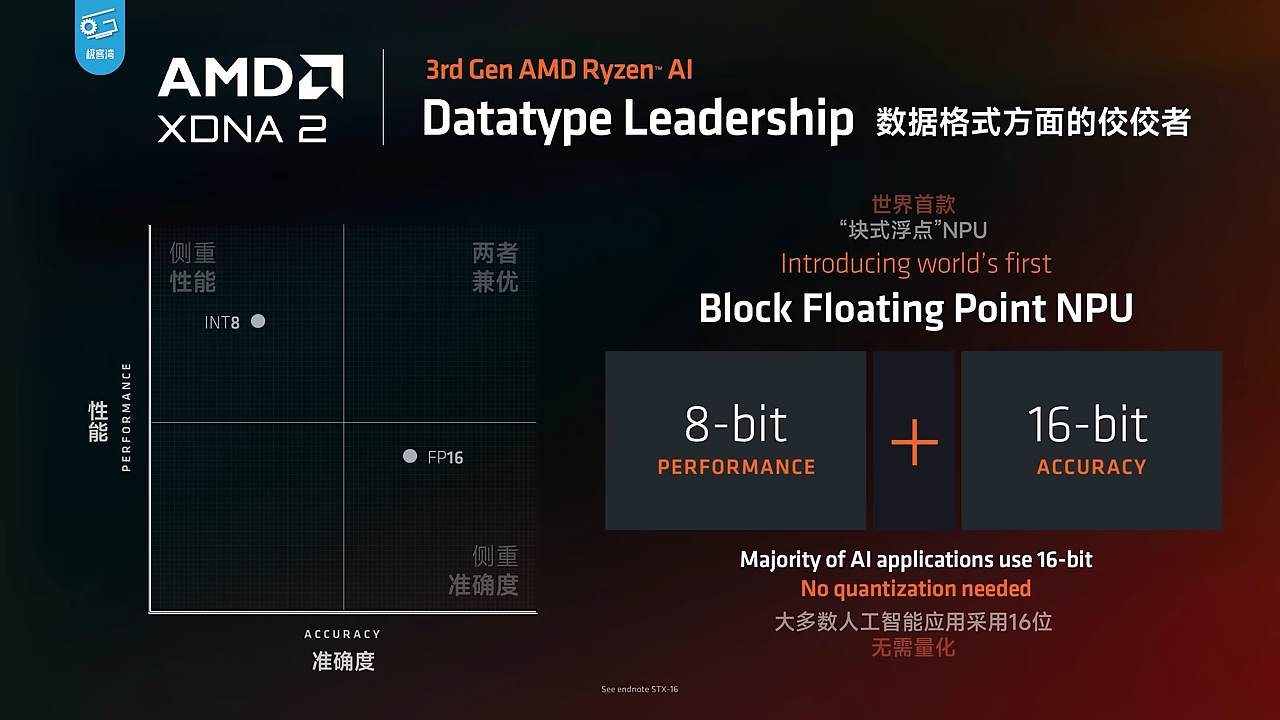 极客湾
AMD
XDNA 2
3rd Gen AMD Ryzen™ AI
Datatype Leadership 数据格式方面的佼佼者
侧重
性能
两者
兼优
INT8
FP16
侧重
准确度
性能
PERFORMANCE
ACCURACY
准确度
世界首款
“块式浮点”NPU
Introducing world’s first
Block Floating Point NPU
8-bit
PERFORMANCE
+
16-bit
ACCURACY
Majority of AI applications use 16-bit
No quantization needed
大多数人工智能应用采用16位
无需量化
See endnote STX-16